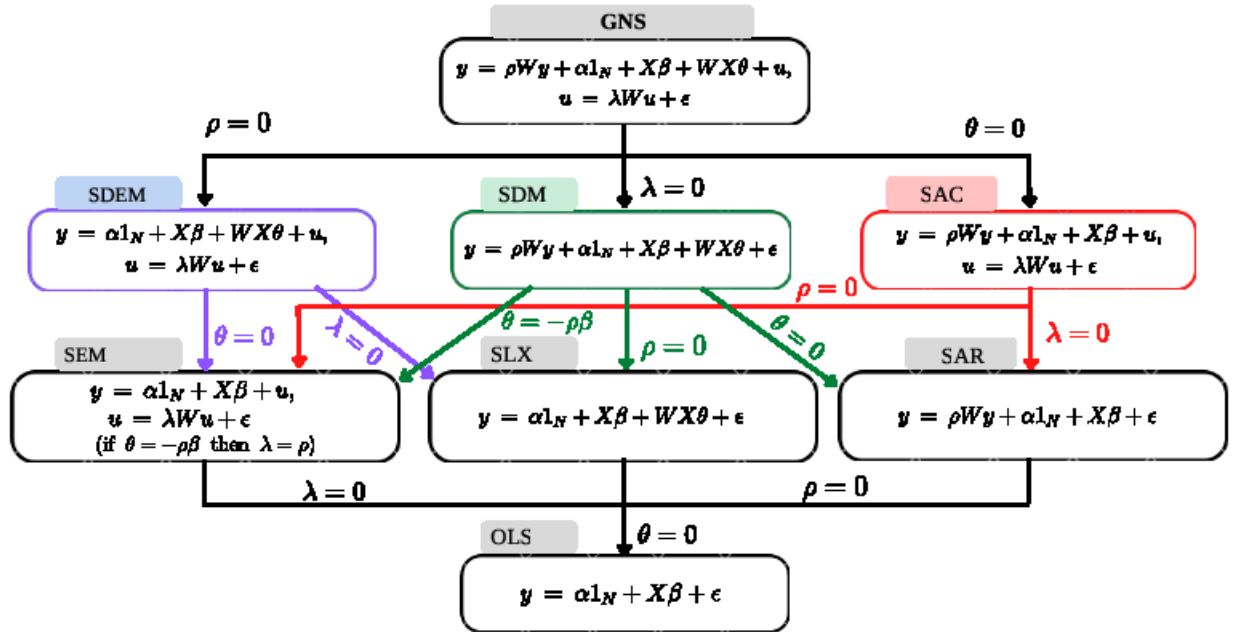 GNS
y = ρWy + α1_N + Xβ + WXθ + u,
u = λWu + ϵ
ρ = 0
θ = 0
λ = 0
SDEM
SDM
SAC
y = α1_N + Xβ + WXθ + u,
u = λWu + ϵ
y = ρWy + α1_N + Xβ + WXθ + ϵ
y = ρWy + α1_N + Xβ + u,
u = λWu + ϵ
ρ = 0
θ = 0
λ = 0
θ = −ρβ
ρ = 0
θ = 0
λ = 0
SEM
SLX
SAR
y = α1_N + Xβ + u,
u = λWu + ϵ
(if θ = −ρβ then λ = ρ)
y = α1_N + Xβ + WXθ + ϵ
y = ρWy + α1_N + Xβ + ϵ
λ = 0
ρ = 0
θ = 0
OLS
y = α1_N + Xβ + ϵ